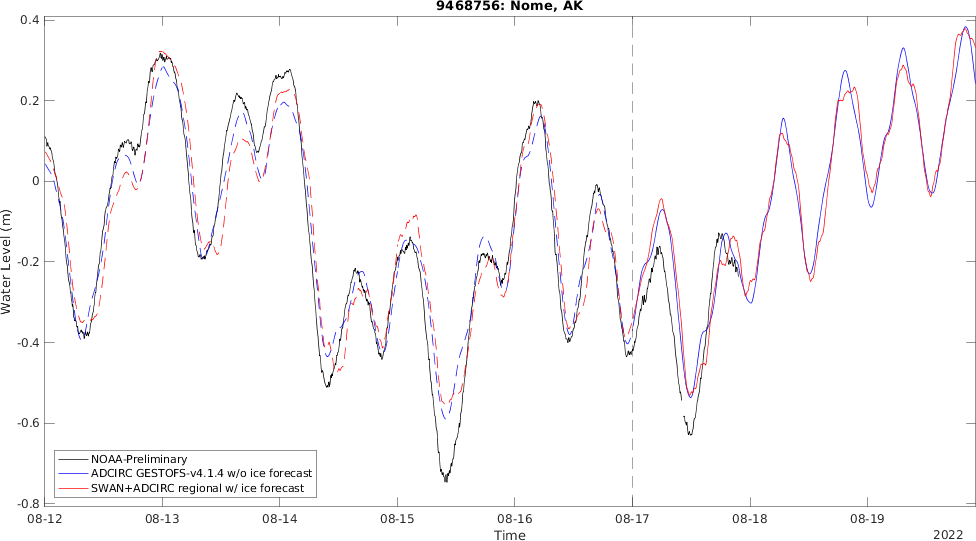 9468756: Nome, AK
0.4
0.2
0
-0.2
-0.4
-0.6
-0.8
Water Level (m)
NOAA-Preliminary
ADCIRC GESTOFS-v4.1.4 w/o ice forecast
SWAN+ADCIRC regional w/ ice forecast
08-12 08-13 08-14 08-15 08-16 08-17 08-18 08-19
Time
2022